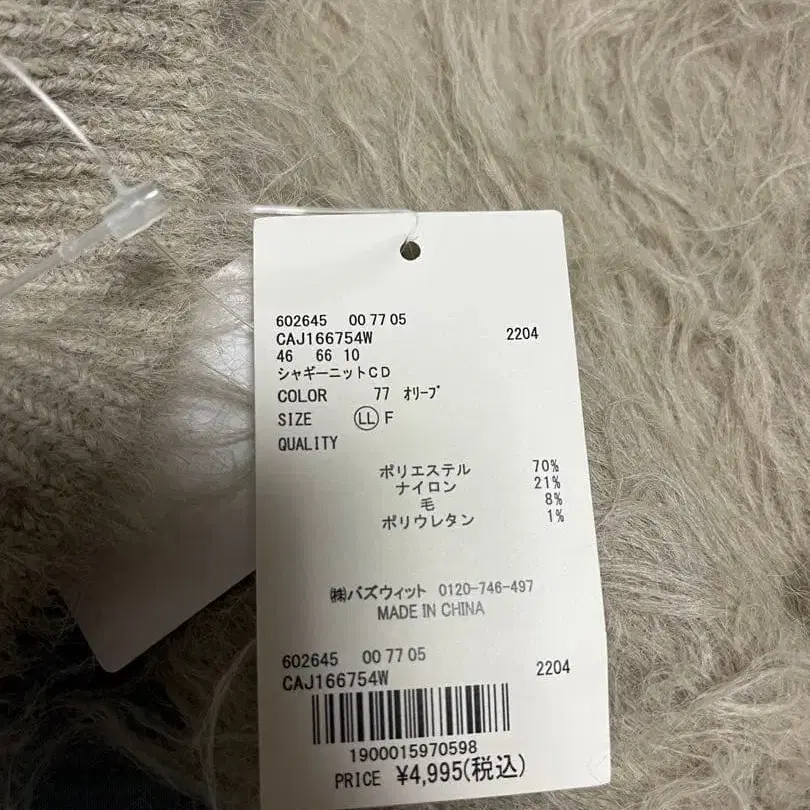 602645 00 77 05
CAJ166754W 2204
46 66 10
シャギーニットCD
COLOR 77 ｵﾘｰﾌﾞ
SIZE LL F
QUALITY
ポリエステル 70%
ナイロン 21%
毛 8%
ポリウレタン 1%
㈱バズウィット 0120-746-497
MADE IN CHINA
602645 00 77 05
CAJ166754W 2204
1900015970598
PRICE ¥4,995(税込)